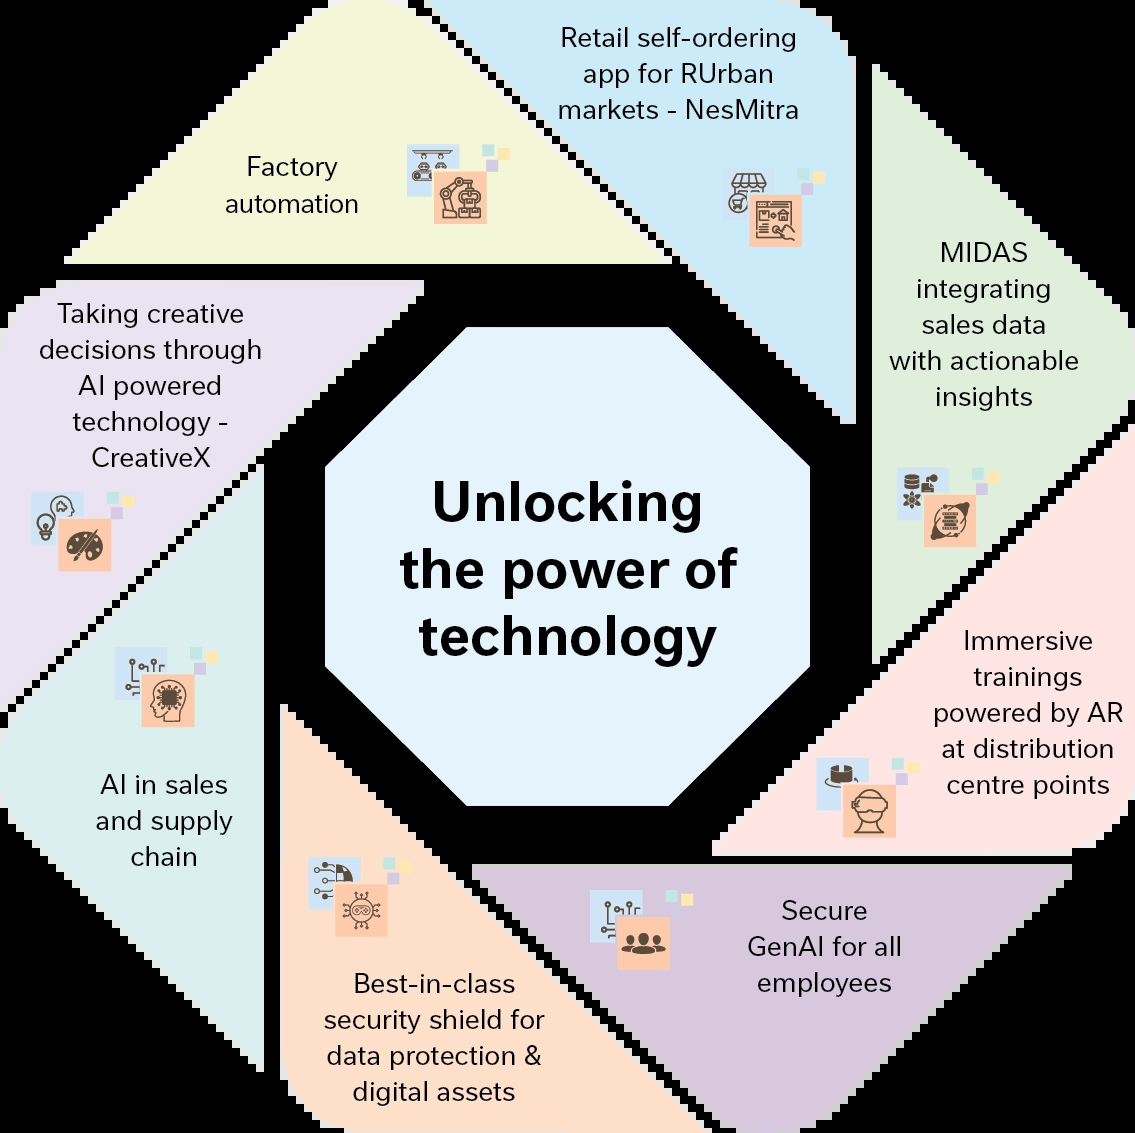 Retail self-ordering
app for RUrban
markets - NesMitra
Factory
automation
MIDAS
integrating
sales data
with actionable
insights
Taking creative
decisions through
AI powered
technology -
CreativeX
Unlocking
the power of
technology
Immersive
trainings
powered by AR
at distribution
centre points
AI in sales
and supply
chain
Secure
GenAI for all
employees
Best-in-class
security shield for
data protection &
digital assets